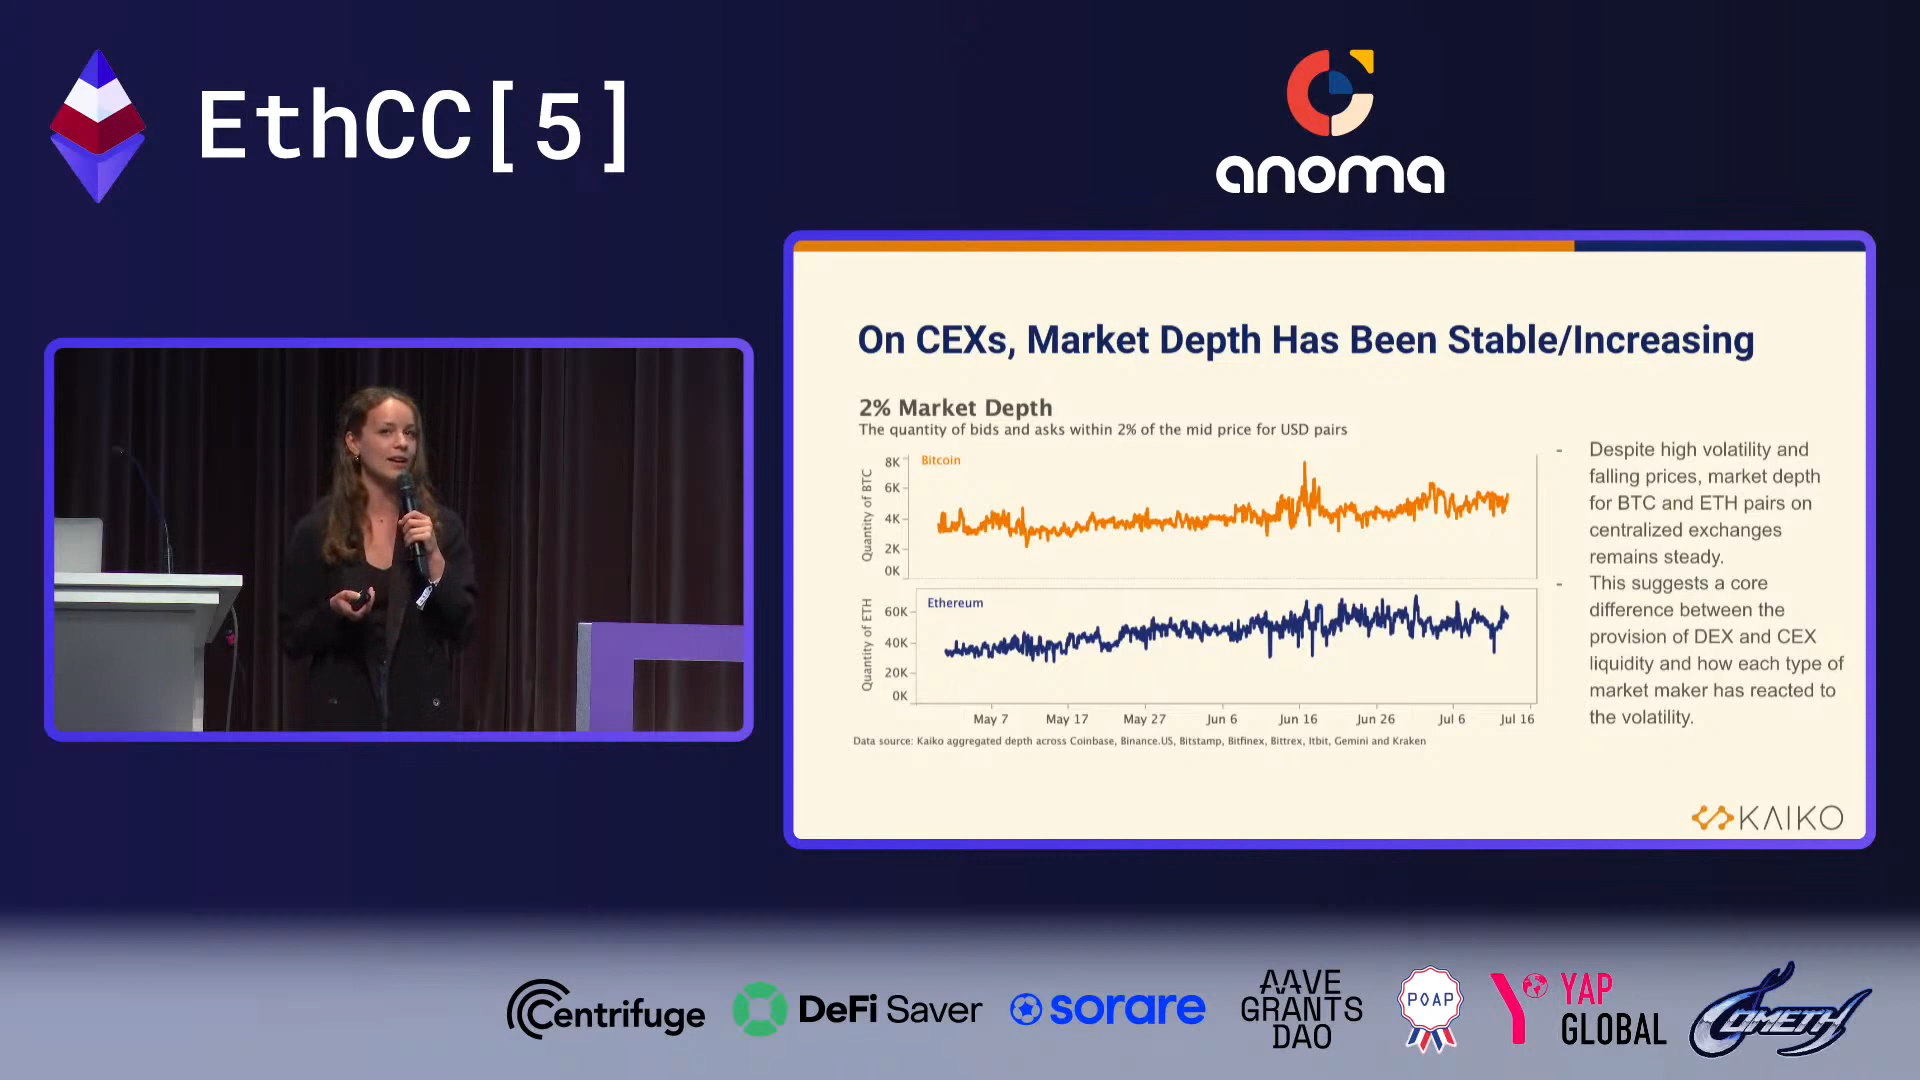 EthCC[5]
anoma
On CEXs, Market Depth Has Been Stable/Increasing
2% Market Depth
The quantity of bids and asks within 2% of the mid price for USD pairs
Bitcoin
Quantity of BTC
8K
6K
4K
2K
0K
Ethereum
Quantity of ETH
60K
40K
20K
0K
May 7
May 17
May 27
Jun 6
Jun 16
Jun 26
Jul 6
Jul 16
Data source: Kaiko aggregated depth across Coinbase, Binance.US, Bitstamp, Bitfinex, Bittrex, Itbit, Gemini and Kraken
- Despite high volatility and
falling prices, market depth
for BTC and ETH pairs on
centralized exchanges
remains steady.
- This suggests a core
difference between the
provision of DEX and CEX
liquidity and how each type of
market maker has reacted to
the volatility.
KAIKO
Centrifuge
DeFi Saver
sorare
AAVE
GRANTS
DAO
POAP
YAP
GLOBAL
COMETH